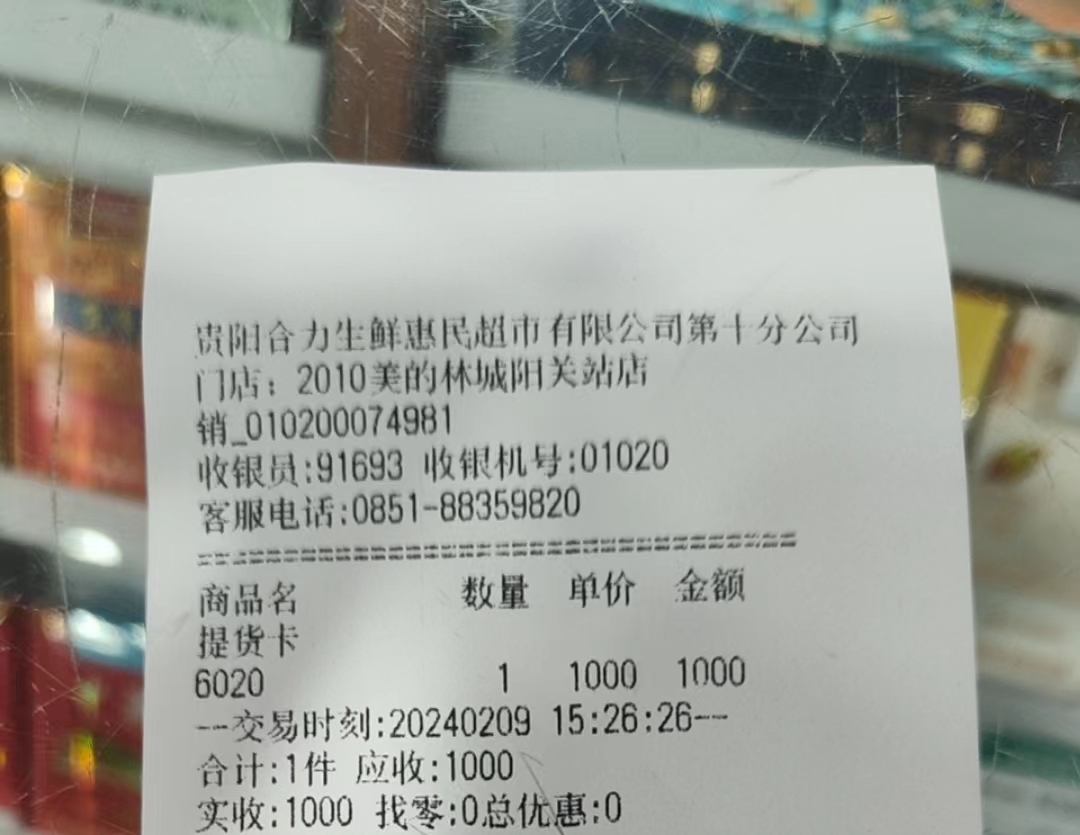 贵阳合力生鲜惠民超市有限公司第十分公司
门店：2010美的林城阳关站店
销_010200074981
收银员:91693 收银机号:01020
客服电话:0851-88359820
================================================
商品名 数量 单价 金额
提货卡
6020 1 1000 1000
--交易时刻:20240209 15:26:26--
合计:1件 应收:1000
实收:1000 找零:0总优惠:0